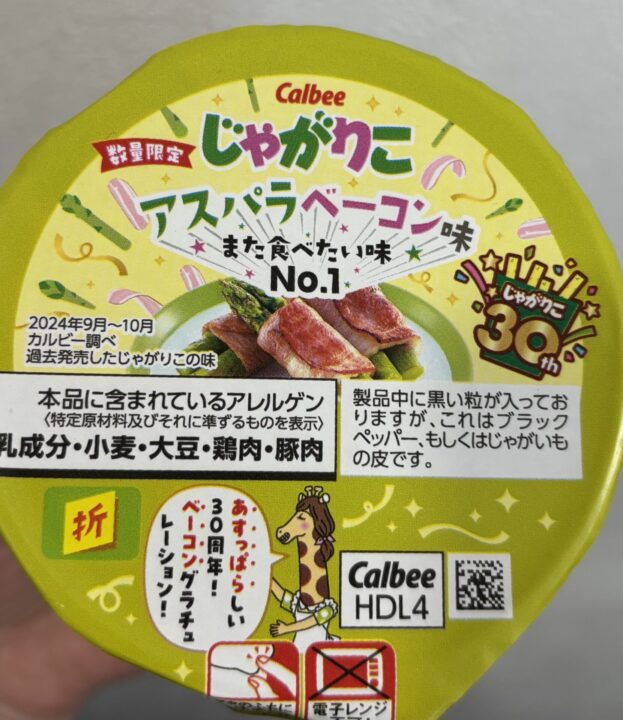 Calbee
数量限定
じゃがりこ
アスパラベーコン味
また食べたい味
No.1
じゃがりこ
30th
2024年9月〜10月
カルビー調べ
過去発売したじゃがりこの味
本品に含まれているアレルゲン
〈特定原材料及びそれに準ずるものを表示〉
乳成分・小麦・大豆・鶏肉・豚肉
製品中に黒い粒が入ってお
りますが、これはブラック
ペッパー、もしくはじゃがいも
の皮です。
折
あすっぱらしい
30周年!
ベーコングラチュ
レーション!
Calbee
HDL4
電子レンジ